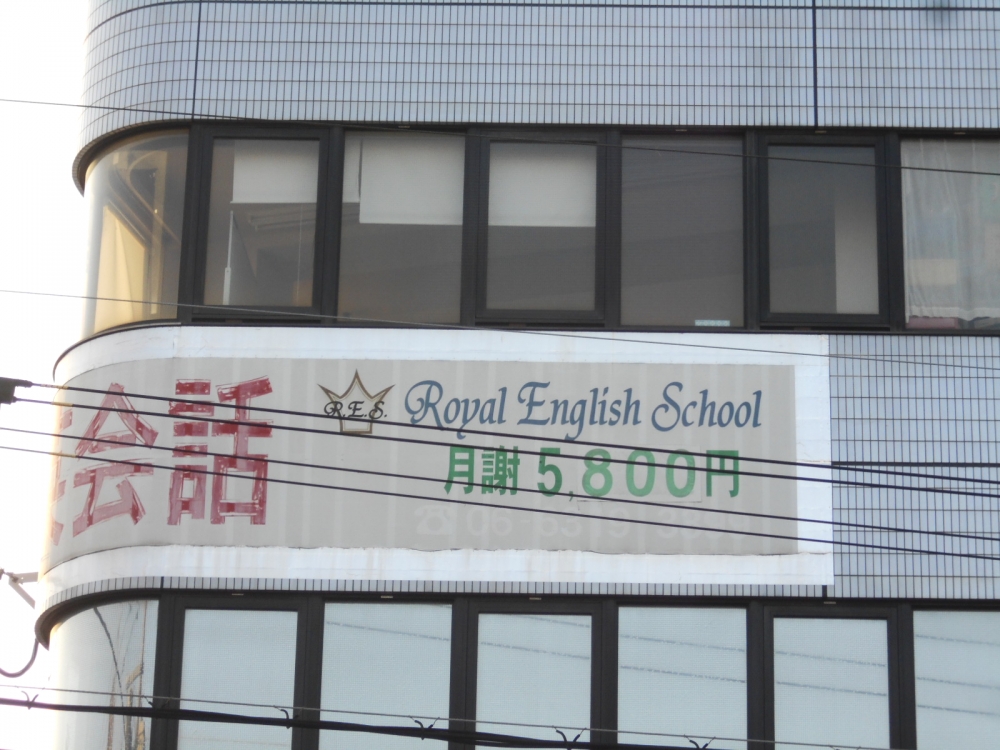 会話
R.E.S.
Royal English School
月謝 5,800円